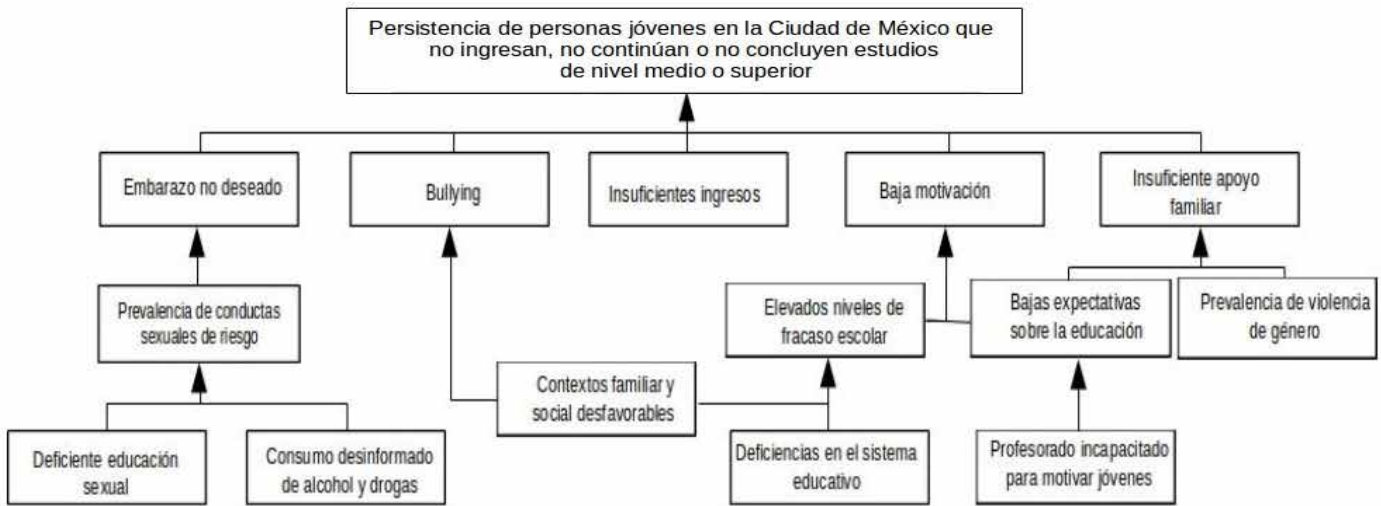 Persistencia de personas jóvenes en la Ciudad de México que
no ingresan, no continúan o no concluyen estudios
de nivel medio o superior
Embarazo no deseado
Bullying
Insuficientes ingresos
Baja motivación
Insuficiente apoyo
familiar
Prevalencia de conductas
sexuales de riesgo
Elevados niveles de
fracaso escolar
Bajas expectativas
sobre la educación
Prevalencia de violencia
de género
Contextos familiar y
social desfavorables
Deficiente educación
sexual
Consumo desinformado
de alcohol y drogas
Deficiencias en el sistema
educativo
Profesorado incapacitado
para motivar jóvenes